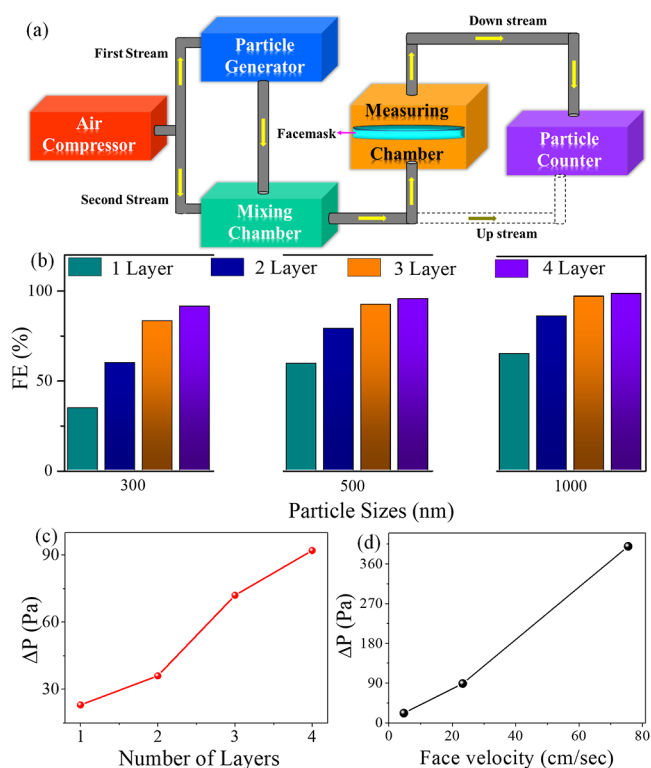 (a)
First Stream
Particle
Generator
Down stream
Air
Compressor
Measuring
Facemask
Chamber
Particle
Counter
Second Stream
Mixing
Chamber
Up stream
(b)
1 Layer
2 Layer
3 Layer
4 Layer
100
50
0
FE (%)
300
500
1000
Particle Sizes (nm)
(c)
90
60
30
ΔP (Pa)
1
2
3
4
Number of Layers
(d)
360
270
180
90
0
ΔP (Pa)
0
20
40
60
80
Face velocity (cm/sec)